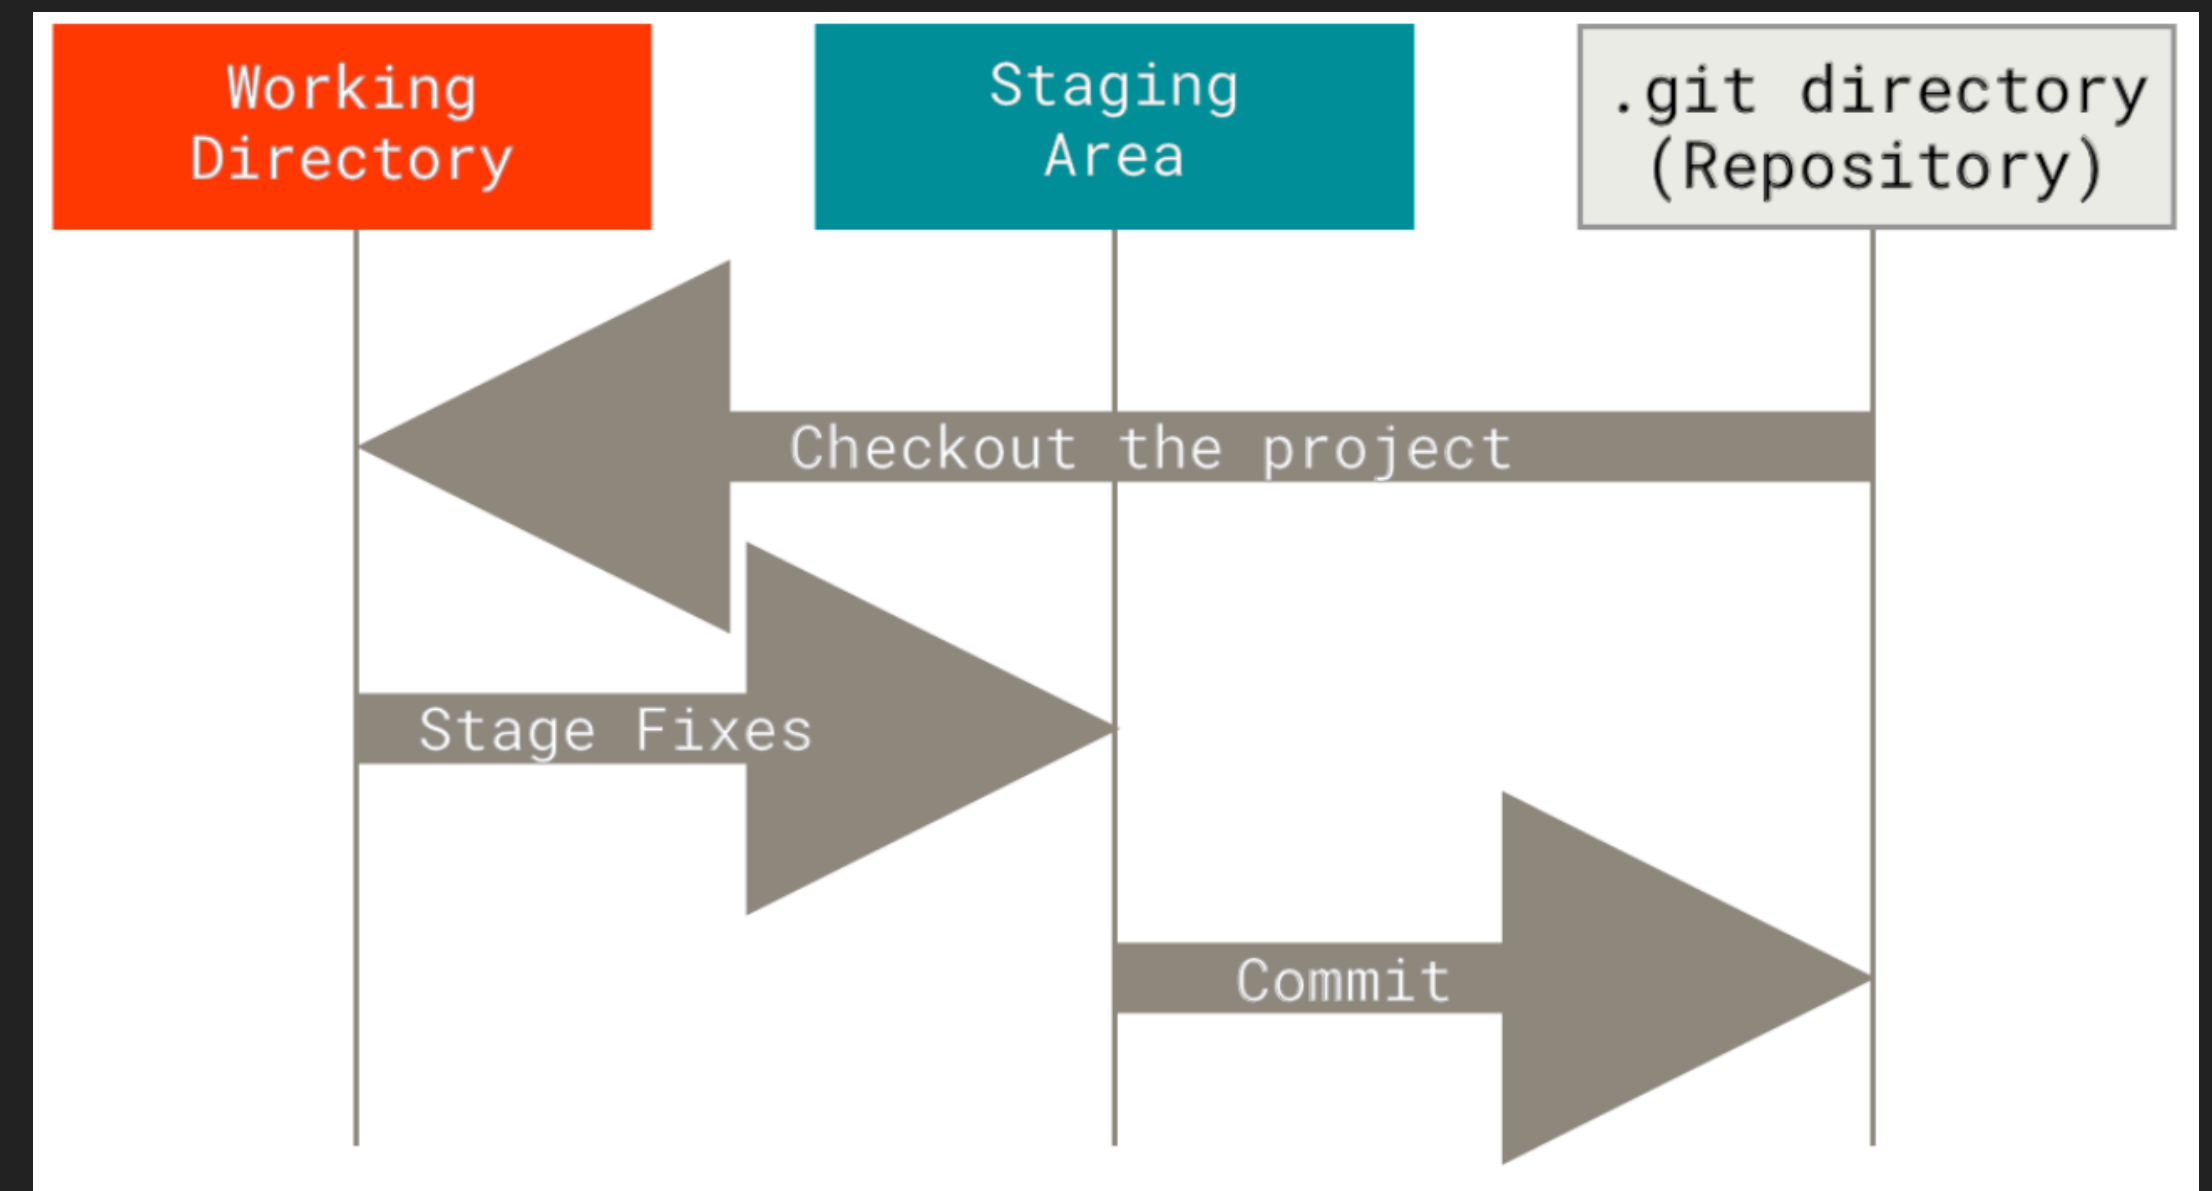 Working
Directory
Staging
Area
.git directory
(Repository)
Checkout the project
Stage Fixes
Commit